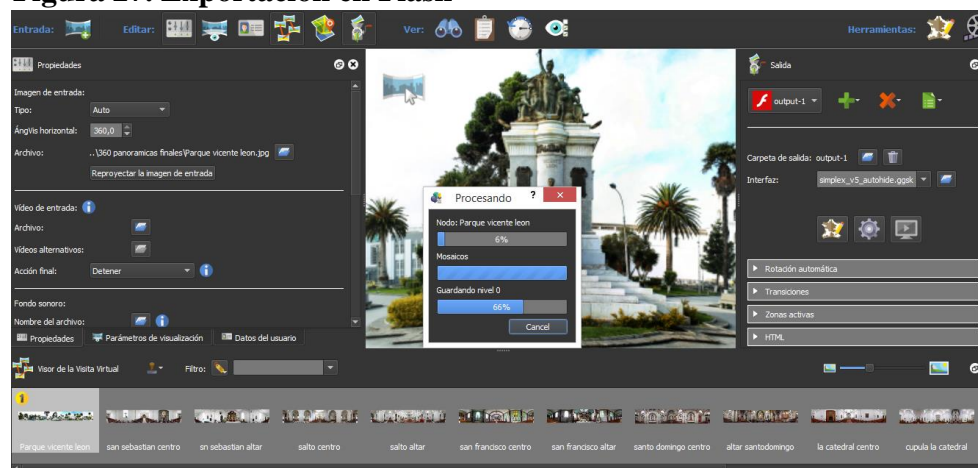 Figura 27. Exportación en Flash
Entrada:
Editar:
Ver:
Herramientas:
Propiedades
Imagen de entrada:
Tipo: Auto
ÁngVis horizontal: 360,0
Archivo: ..\360 panoramicas finales\Parque vicente leon.jpg
Reproyectar la imagen de entrada
Vídeo de entrada:
Archivo:
Vídeos alternativos:
Acción final: Detener
Fondo sonoro:
Nombre del archivo:
Propiedades Parámetros de visualización Datos del usuario
Procesando ?
Nodo: Parque vicente leon
6%
Mosaicos
Guardando nivel 0
66%
Cancel
Salida
output-1
Carpeta de salida: output-1
Interfaz: simplex_v5_autohide.ggsk
Rotación automática
Transiciones
Zonas activas
HTML
Visor de la Visita Virtual Filtro:
1
Parque vicente leon san sebastian centro sn sebastian altar salto centro salto altar san francisco centro san francisco altar santo domingo centro altar santodomingo la catedral centro cupula la catedral